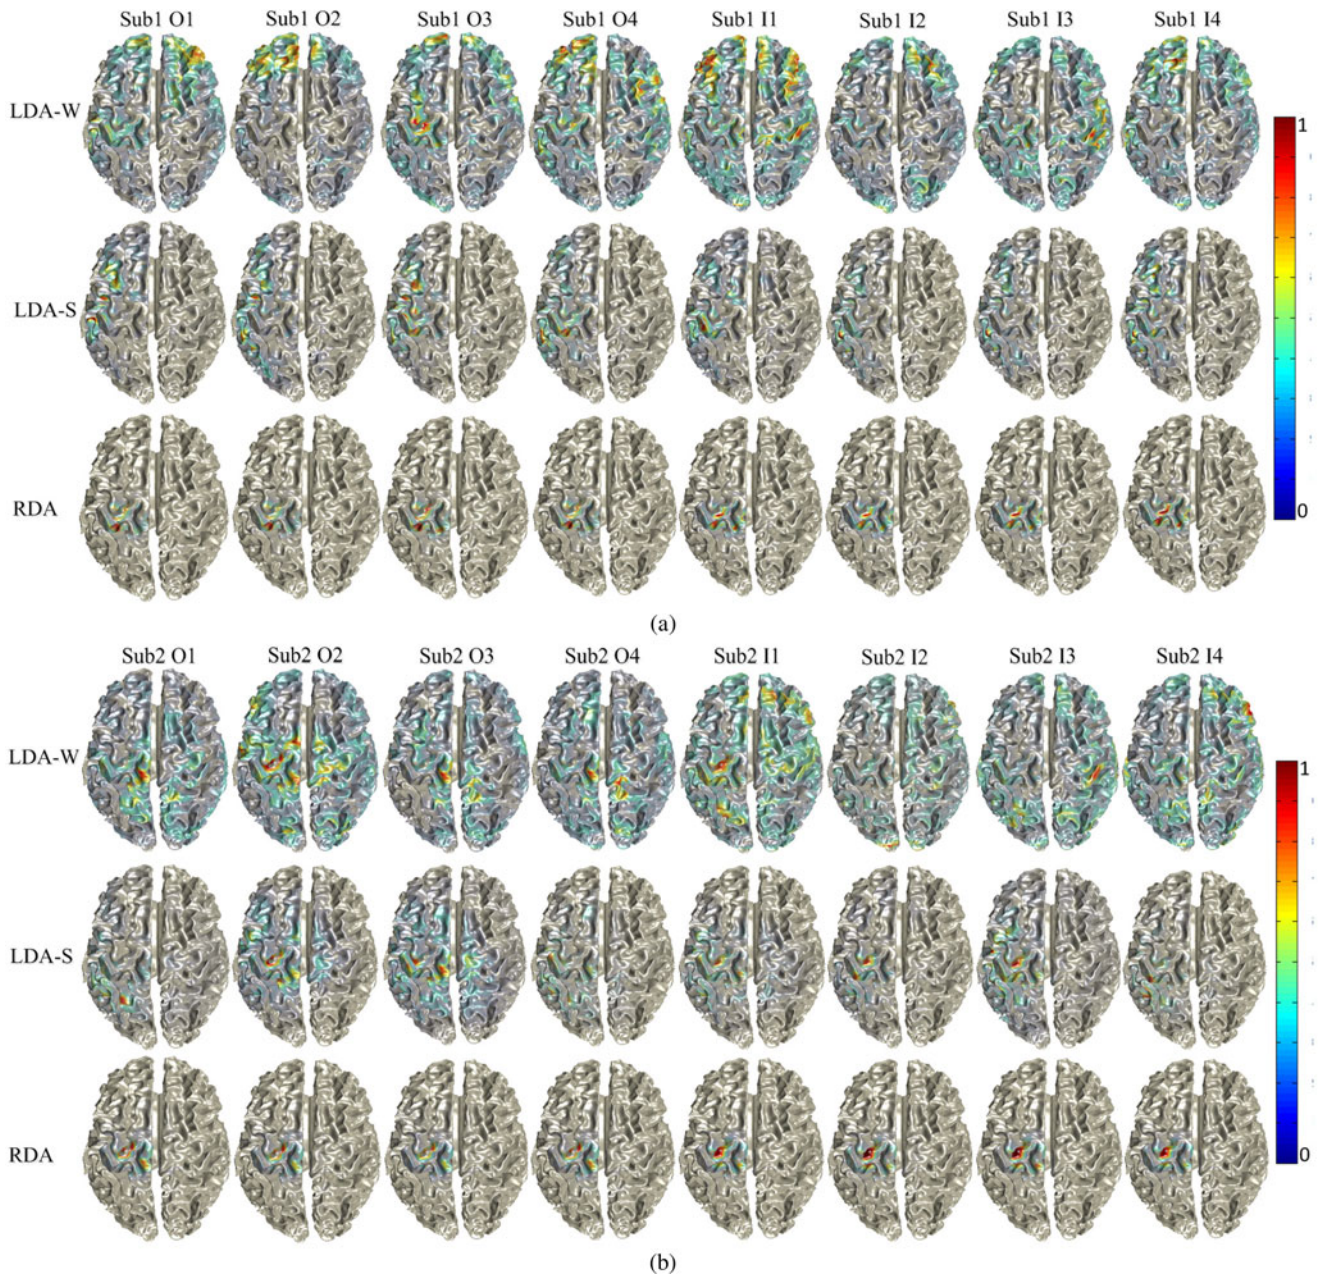 Sub1 O1 Sub1 O2 Sub1 O3 Sub1 O4 Sub1 I1 Sub1 I2 Sub1 I3 Sub1 I4
LDA-W
1
LDA-S
RDA
0
(a)
Sub2 O1 Sub2 O2 Sub2 O3 Sub2 O4 Sub2 I1 Sub2 I2 Sub2 I3 Sub2 I4
LDA-W
1
LDA-S
RDA
0
(b)